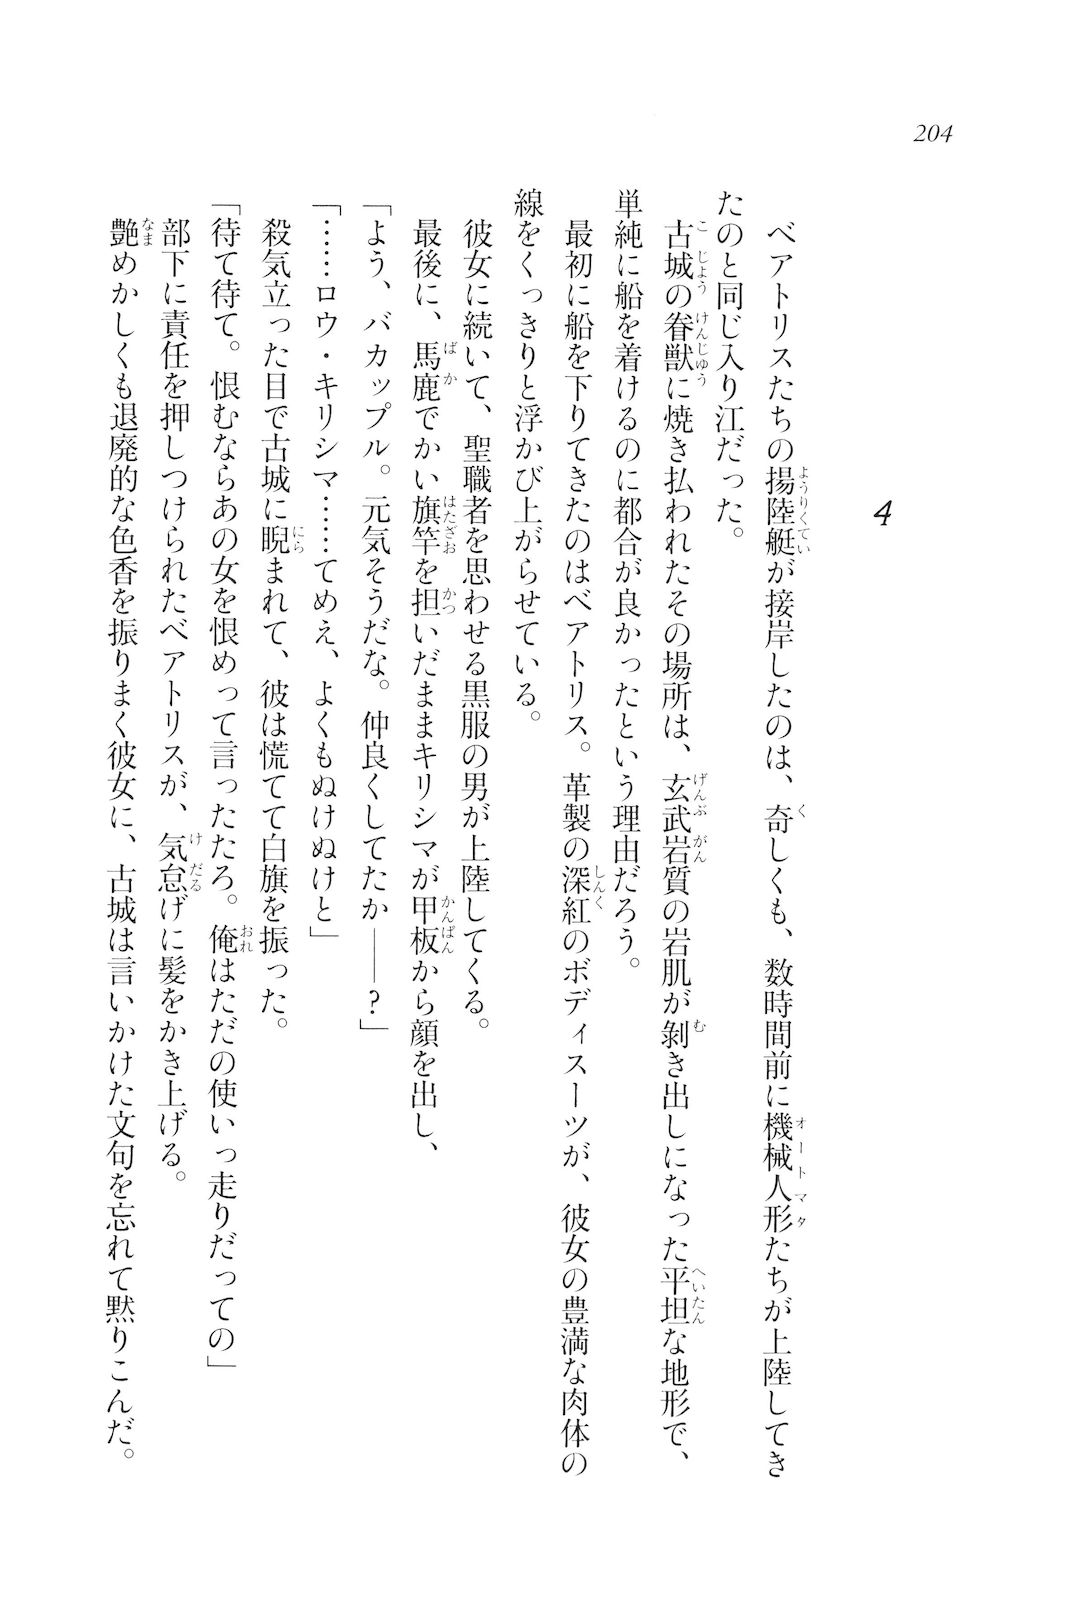 204
4
ベアトリスたちの揚陸艇が接岸したのは、奇しくも、数時間前に機械人形たちが上陸してき
たのと同じ入り江だった。
古城の眷獣に焼き払われたその場所は、玄武岩質の岩肌が剝き出しになった平坦な地形で、
単純に船を着けるのに都合が良かったという理由だろう。
最初に船を下りてきたのはベアトリス。革製の深紅のボディスーツが、彼女の豊満な肉体の
線をくっきりと浮かび上がらせている。
彼女に続いて、聖職者を思わせる黒服の男が上陸してくる。
最後に、馬鹿でかい旗竿を担いだままキリシマが甲板から顔を出し、
「よう、バカップル。元気そうだな。仲良くしてたか――？」
「……ロウ・キリシマ……てめえ、よくもぬけぬけと」
殺気立った目で古城に睨まれて、彼は慌てて白旗を振った。
「待て待て。恨むならあの女を恨めって言ったたろ。俺はただの使いっ走りだっての」
部下に責任を押しつけられたベアトリスが、気怠げに髪をかき上げる。
艶めかしくも退廃的な色香を振りまく彼女に、古城は言いかけた文句を忘れて黙りこんだ。